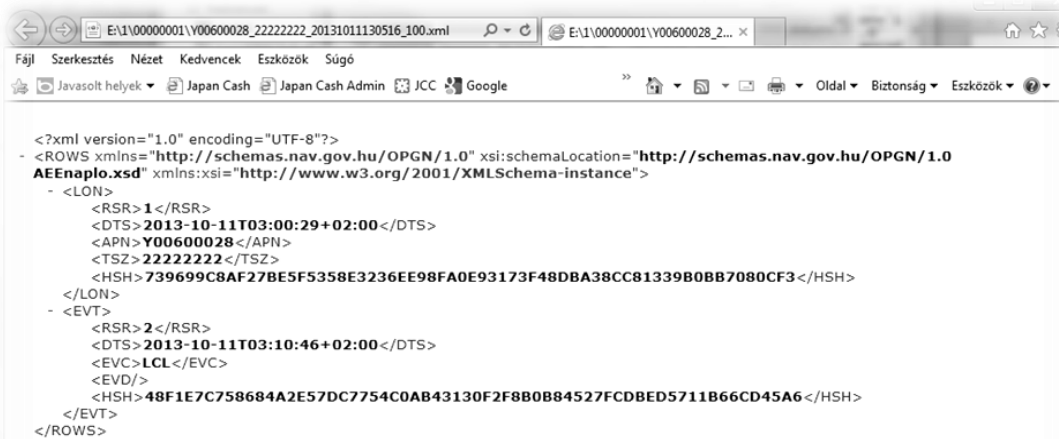 E:\1\00000001\Y00600028_22222222_20131011130516_100.xml
E:\1\00000001\Y00600028_2...
Fájl Szerkesztés Nézet Kedvencek Eszközök Súgó
Javasolt helyek Japan Cash Japan Cash Admin JCC Google » Oldal Biztonság Eszközök
<?xml version="1.0" encoding="UTF-8"?>
- <ROWS xmlns="http://schemas.nav.gov.hu/OPGN/1.0" xsi:schemaLocation="http://schemas.nav.gov.hu/OPGN/1.0
AEEnaplo.xsd" xmlns:xsi="http://www.w3.org/2001/XMLSchema-instance">
- <LON>
<RSR>1</RSR>
<DTS>2013-10-11T03:00:29+02:00</DTS>
<APN>Y00600028</APN>
<TSZ>22222222</TSZ>
<HSH>739699C8AF27BE5F5358E3236EE98FA0E93173F48DBA38CC81339B0BB7080CF3</HSH>
</LON>
- <EVT>
<RSR>2</RSR>
<DTS>2013-10-11T03:10:46+02:00</DTS>
<EVC>LCL</EVC>
<EVD/>
<HSH>48F1E7C758684A2E57DC7754C0AB43130F2F8B0B84527FCDBED5711B66CD45A6</HSH>
</EVT>
</ROWS>